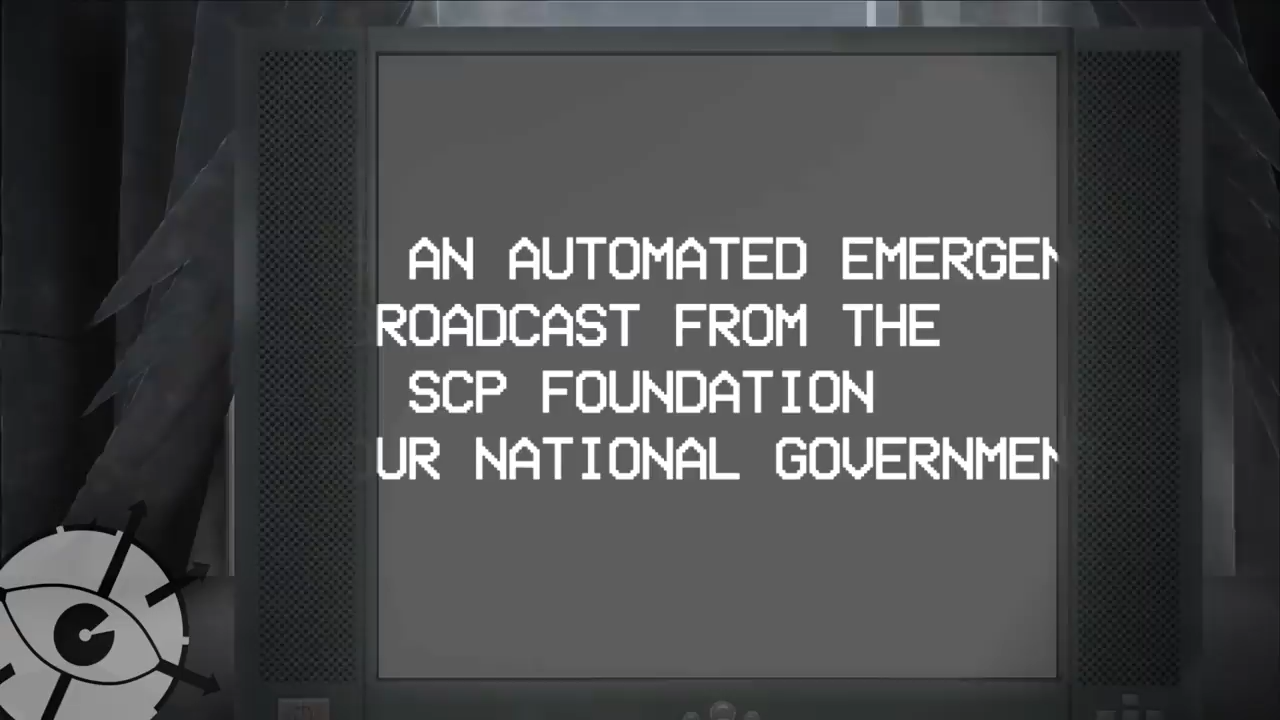 AN AUTOMATED EMERGEN
ROADCAST FROM THE
SCP FOUNDATION
UR NATIONAL GOVERNMEN